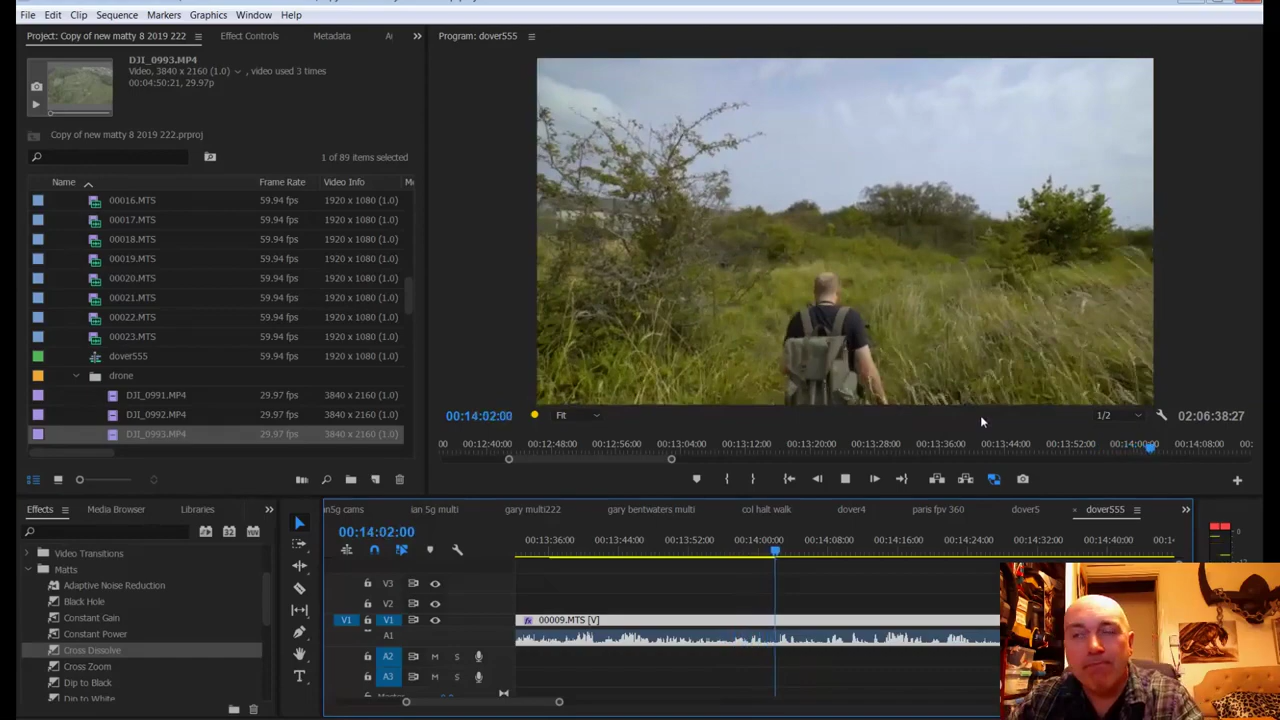 File Edit Clip Sequence Markers Graphics Window Help
Project: Copy of new matty 8 2019 222 Effect Controls Metadata
Program: dover555
DJI_0993.MP4
Video, 3840 x 2160 (1.0) , video used 3 times
00:04:50:21, 29.97p
Copy of new matty 8 2019 222.prproj
1 of 89 items selected
Name Frame Rate Video Info
00016.MTS 59.94 fps 1920 x 1080 (1.0)
00017.MTS 59.94 fps 1920 x 1080 (1.0)
00018.MTS 59.94 fps 1920 x 1080 (1.0)
00019.MTS 59.94 fps 1920 x 1080 (1.0)
00020.MTS 59.94 fps 1920 x 1080 (1.0)
00021.MTS 59.94 fps 1920 x 1080 (1.0)
00022.MTS 59.94 fps 1920 x 1080 (1.0)
00023.MTS 59.94 fps 1920 x 1080 (1.0)
dover555 59.94 fps 1920 x 1080 (1.0)
drone
DJI_0991.MP4 29.97 fps 3840 x 2160 (1.0)
DJI_0992.MP4 29.97 fps 3840 x 2160 (1.0)
DJI_0993.MP4 29.97 fps 3840 x 2160 (1.0)
00:14:02:00 Fit 1/2 02:06:38:27
00 00:12:40:00 00:12:48:00 00:12:56:00 00:13:04:00 00:13:12:00 00:13:20:00 00:13:28:00 00:13:36:00 00:13:44:00 00:13:52:00 00:14:00:00 00:14:08:00 00:
Effects Media Browser Libraries
Video Transitions
Matts
Adaptive Noise Reduction
Black Hole
Constant Gain
Constant Power
Cross Dissolve
Cross Zoom
Dip to Black
Dip to White
ian 5g multi gary multi222 gary bentwaters multi col halt walk dover4 paris fpv 360 dover5 dover555
00:14:02:00
00:13:36:00 00:13:44:00 00:13:52:00 00:14:00:00 00:14:08:00 00:14:16:00 00:14:24:00 00:14:32:00 00:14:40:00
V3
V2
V1 V1 00009.MTS [V]
A1
A2 M S
A3 M S